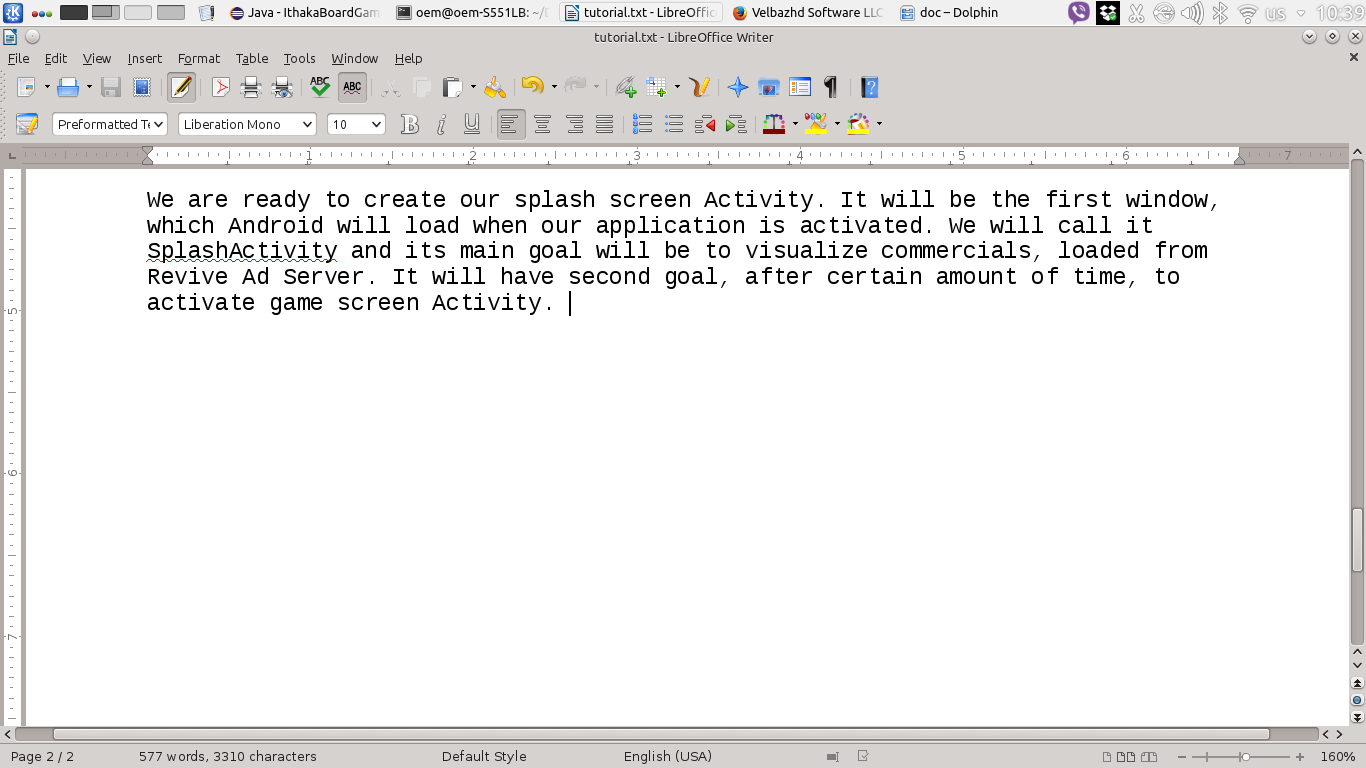 Java - IthakaBoardGam
oem@oem-S551LB: ~/t
tutorial.txt - LibreOffic
Velbazhd Software LLC
doc – Dolphin
us
10:39
tutorial.txt - LibreOffice Writer
File Edit View Insert Format Table Tools Window Help
ABC
ABC
Preformatted Te
Liberation Mono
10
B i U
1 2 3 4 5 6 7
We are ready to create our splash screen Activity. It will be the first window,
which Android will load when our application is activated. We will call it
SplashActivity and its main goal will be to visualize commercials, loaded from
Revive Ad Server. It will have second goal, after certain amount of time, to
activate game screen Activity.
5
6
7
Page 2 / 2
577 words, 3310 characters
Default Style
English (USA)
160%